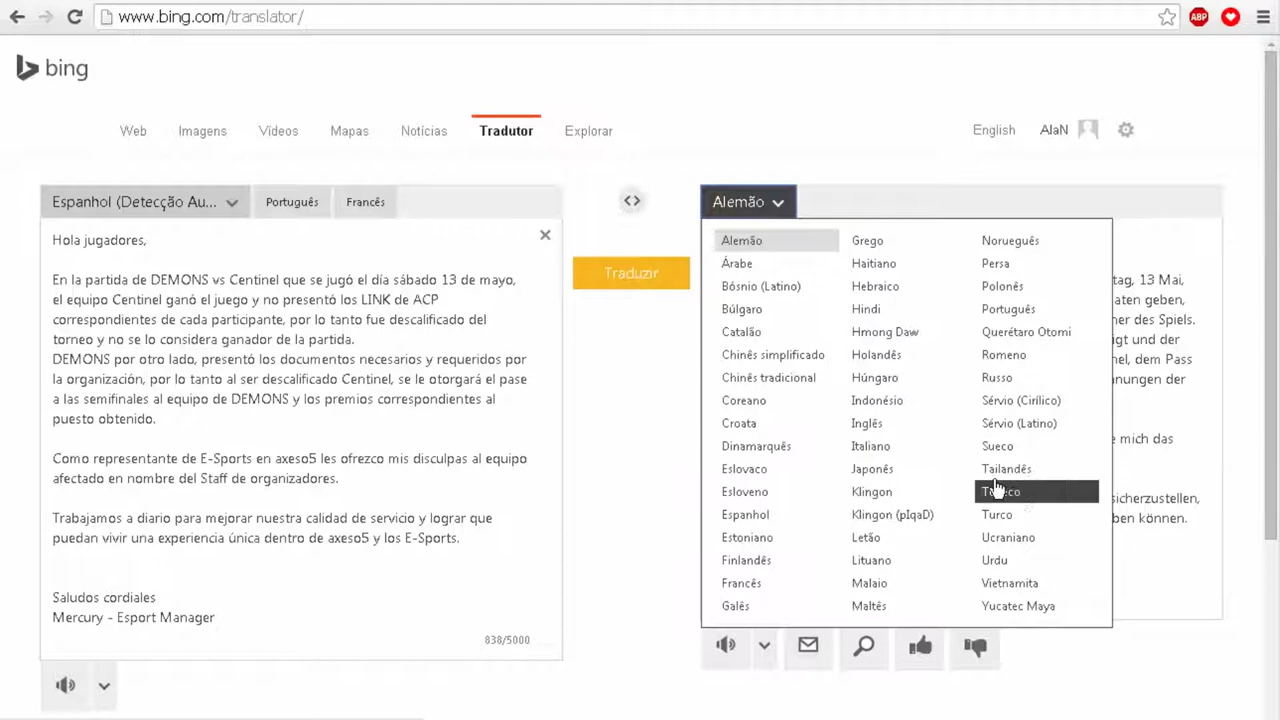 www.bing.com/translator/
ABP
bing
Web
Imagens
Vídeos
Mapas
Notícias
Tradutor
Explorar
English
AlaN
Espanhol (Detecção Au...
Português
Francês
Hola jugadores,
En la partida de DEMONS vs Centinel que se jugó el día sábado 13 de mayo,
el equipo Centinel ganó el juego y no presentó los LINK de ACP
correspondientes de cada participante, por lo tanto fue descalificado del
torneo y no se lo considera ganador de la partida.
DEMONS por otro lado, presentó los documentos necesarios y requeridos por
la organización, por lo tanto al ser descalificado Centinel, se le otorgará el pase
a las semifinales al equipo de DEMONS y los premios correspondientes al
puesto obtenido.
Como representante de E-Sports en axeso5 les ofrezco mis disculpas al equipo
afectado en nombre del Staff de organizadores.
Trabajamos a diario para mejorar nuestra calidad de servicio y lograr que
puedan vivir una experiencia única dentro de axeso5 y los E-Sports.
Saludos cordiales
Mercury - Esport Manager
838/5000
Traduzir
Alemão
Alemão
Árabe
Bósnio (Latino)
Búlgaro
Catalão
Chinês simplificado
Chinês tradicional
Coreano
Croata
Dinamarquês
Eslovaco
Esloveno
Espanhol
Estoniano
Finlandês
Francês
Galês
Grego
Haitiano
Hebraico
Hindi
Hmong Daw
Holandês
Húngaro
Indonésio
Inglês
Italiano
Japonês
Klingon
Klingon (pIqaD)
Letão
Lituano
Malaio
Maltês
Norueguês
Persa
Polonês
Português
Querétaro Otomi
Romeno
Russo
Sérvio (Cirílico)
Sérvio (Latino)
Sueco
Tailandês
Turco
Ucraniano
Urdu
Vietnamita
Yucatec Maya
tag, 13 Mai,
aten geben,
ner des Spiels.
igt und der
nel, dem Pass
nnungen der
e mich das
sicherzustellen,
ben können.